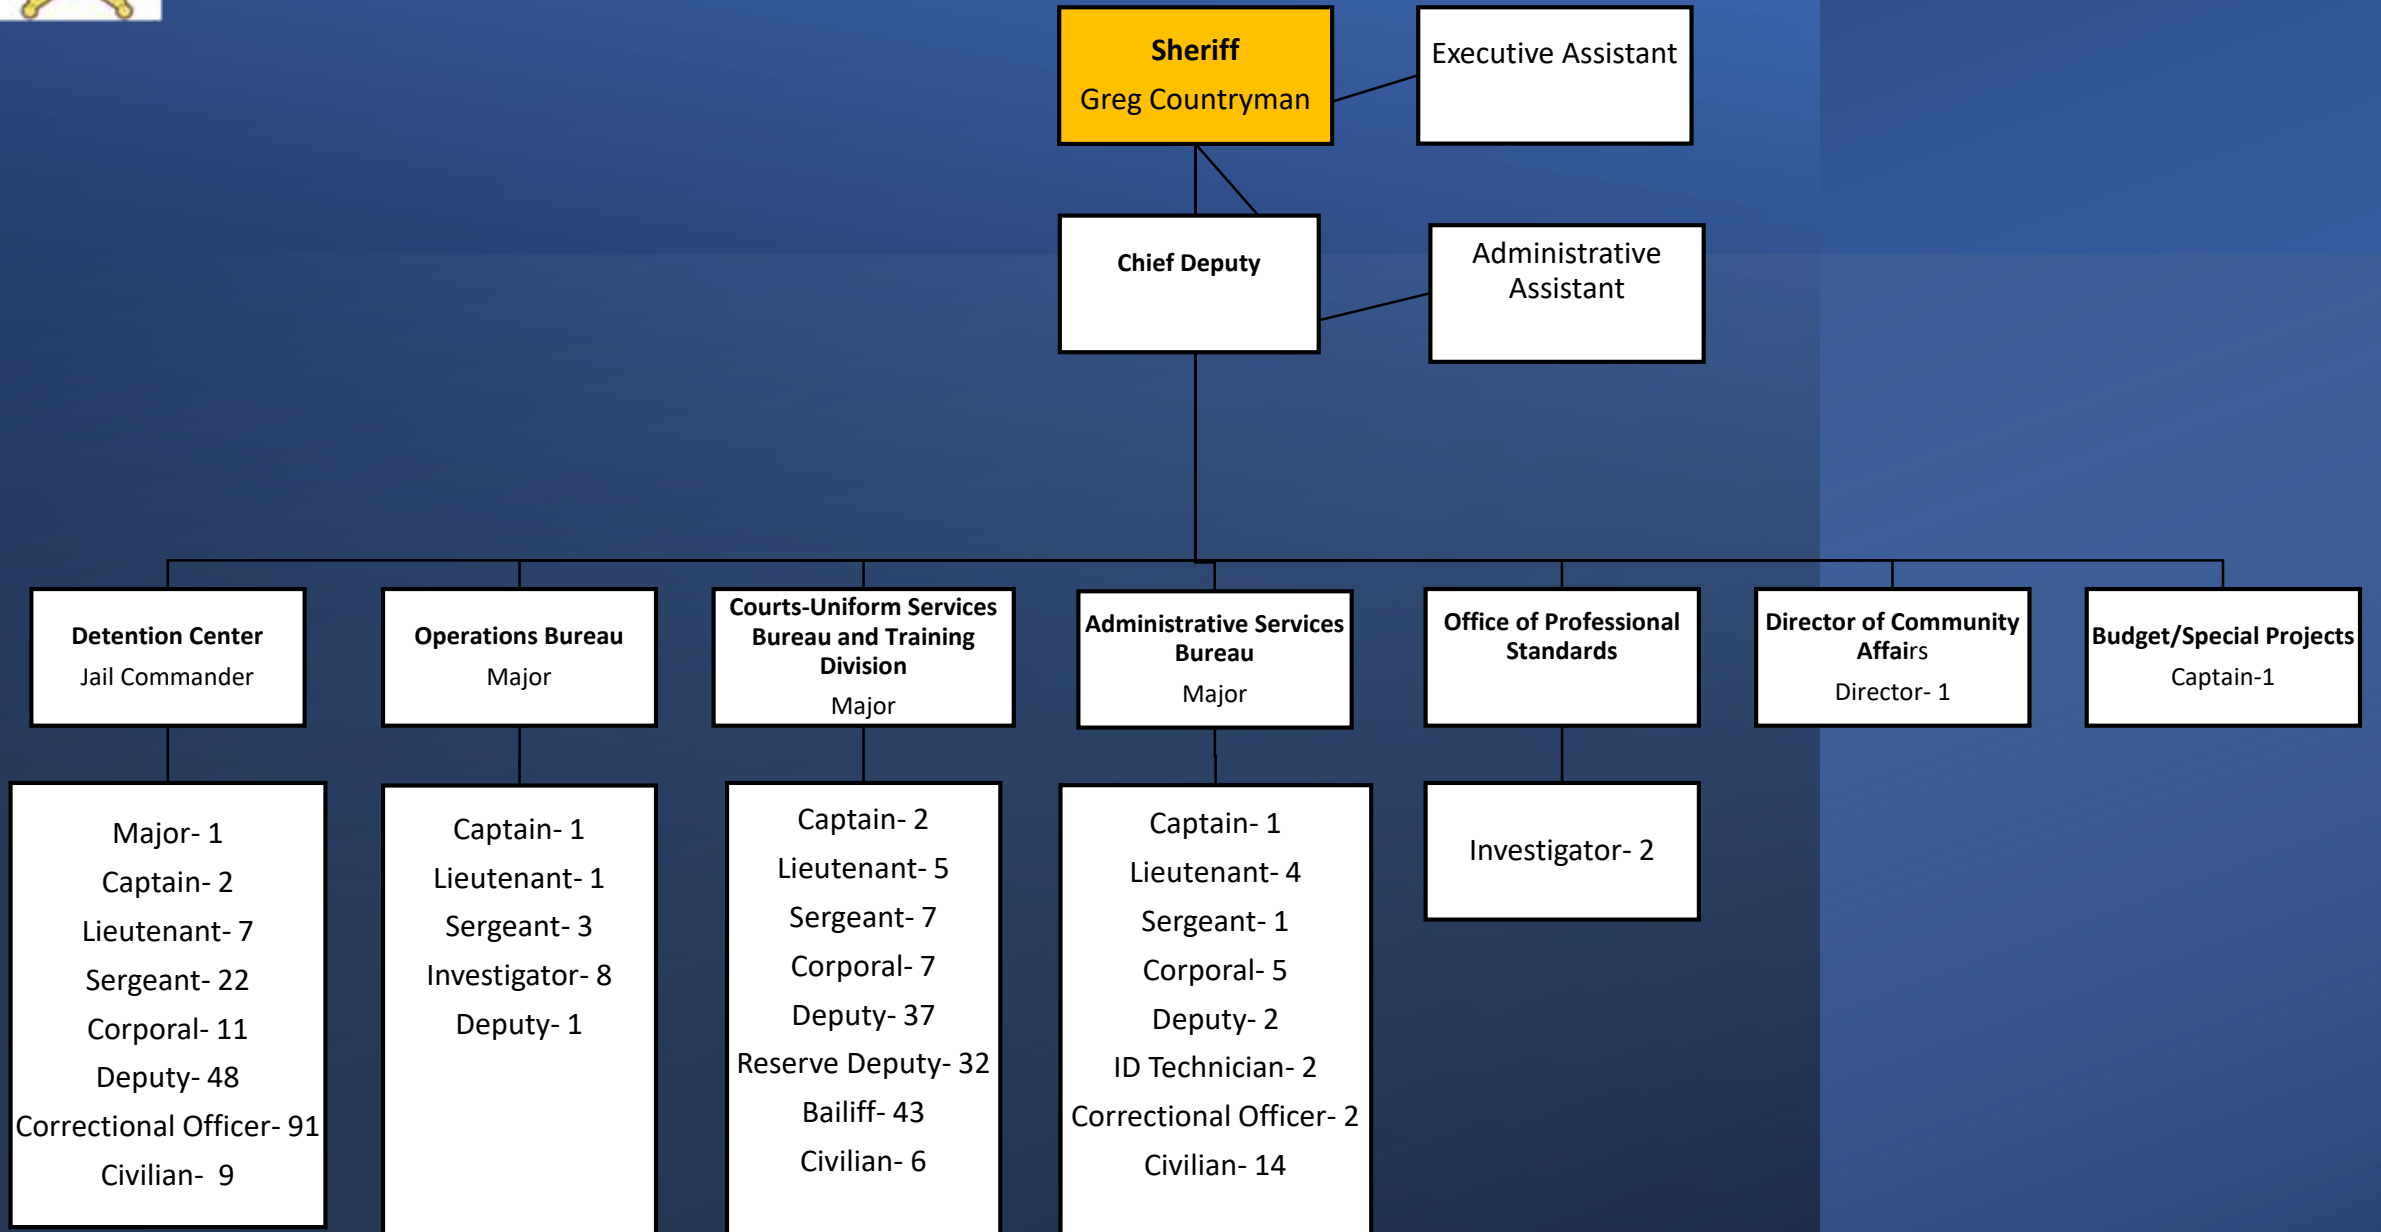 Sheriff
Greg Countryman
Executive Assistant
Chief Deputy
Administrative
Assistant
Detention Center
Jail Commander
Operations Bureau
Major
Courts-Uniform Services
Bureau and Training
Division
Major
Administrative Services
Bureau
Major
Office of Professional
Standards
Director of Community
Affairs
Director- 1
Budget/Special Projects
Captain-1
Major- 1
Captain- 2
Lieutenant- 7
Sergeant- 22
Corporal- 11
Deputy- 48
Correctional Officer- 91
Civilian-  9
Captain- 1
Lieutenant- 1
Sergeant- 3
Investigator- 8
Deputy- 1
Captain- 2
Lieutenant- 5
Sergeant- 7
Corporal- 7
Deputy- 37
Reserve Deputy- 32
Bailiff- 43
Civilian- 6
Captain- 1
Lieutenant- 4
Sergeant- 1
Corporal- 5
Deputy- 2
ID Technician- 2
Correctional Officer- 2
Civilian- 14
Investigator- 2